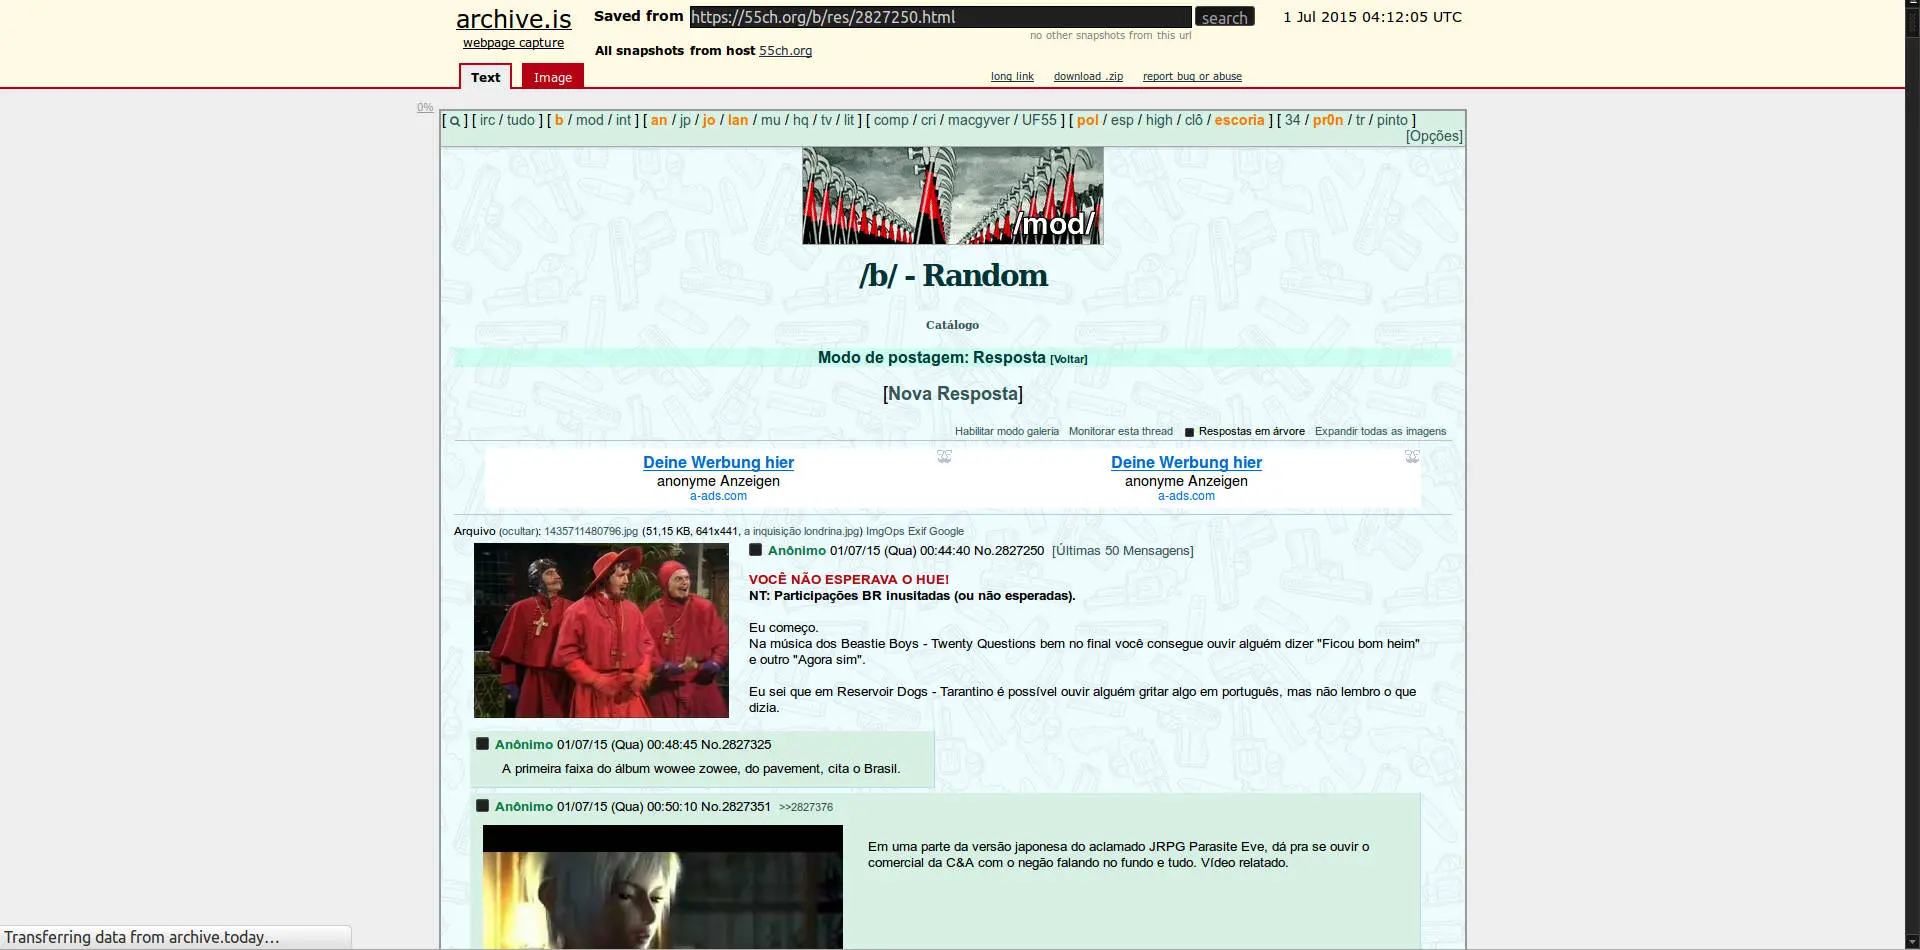 archive.is
webpage capture
Saved from https://55ch.org/b/res/2827250.html search 1 Jul 2015 04:12:05 UTC
no other snapshots from this url
All snapshots from host 55ch.org
Text Image
long link download .zip report bug or abuse
0%
[ ] [ irc / tudo ] [ b / mod / int ] [ an / jp / jo / lan / mu / hq / tv / lit ] [ comp / cri / macgyver / UF55 ] [ pol / esp / high / clô / escoria ] [ 34 / pr0n / tr / pinto ]
[Opções]
/mod/
/b/ - Random
Catálogo
Modo de postagem: Resposta [Voltar]
[Nova Resposta]
Habilitar modo galeria Monitorar esta thread Respostas em árvore Expandir todas as imagens
Deine Werbung hier
anonyme Anzeigen
a-ads.com
Deine Werbung hier
anonyme Anzeigen
a-ads.com
Arquivo (ocultar): 1435711480796.jpg (51,15 KB, 641x441, a inquisição londrina.jpg) ImgOps Exif Google
Anônimo 01/07/15 (Qua) 00:44:40 No.2827250 [Últimas 50 Mensagens]
VOCÊ NÃO ESPERAVA O HUE!
NT: Participações BR inusitadas (ou não esperadas).
Eu começo.
Na música dos Beastie Boys - Twenty Questions bem no final você consegue ouvir alguém dizer "Ficou bom heim"
e outro "Agora sim".
Eu sei que em Reservoir Dogs - Tarantino é possível ouvir alguém gritar algo em português, mas não lembro o que
dizia.
Anônimo 01/07/15 (Qua) 00:48:45 No.2827325
A primeira faixa do álbum wowee zowee, do pavement, cita o Brasil.
Anônimo 01/07/15 (Qua) 00:50:10 No.2827351 >>2827376
Em uma parte da versão japonesa do aclamado JRPG Parasite Eve, dá pra se ouvir o
comercial da C&A com o negão falando no fundo e tudo. Vídeo relatado.
Transferring data from archive.today…